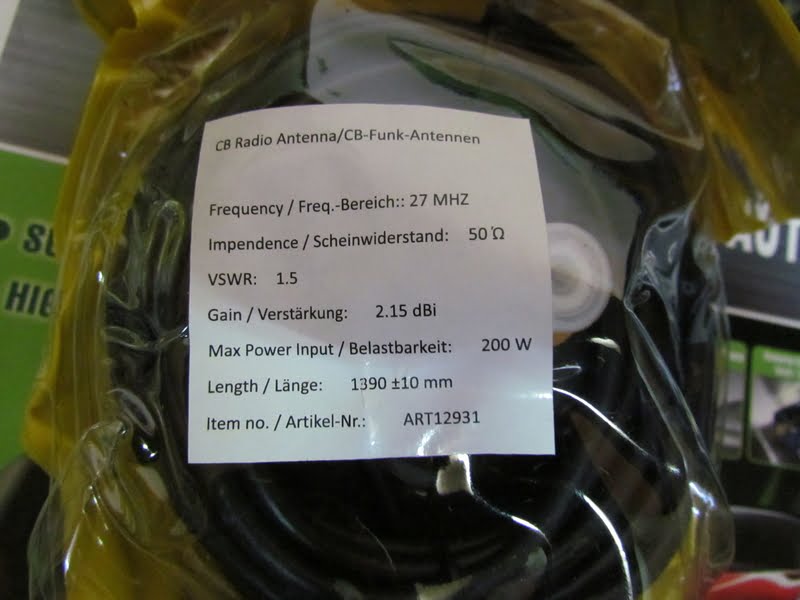 CB Radio Antenna/CB-Funk-Antennen
Frequency / Freq.-Bereich:: 27 MHZ
Impendence / Scheinwiderstand: 50 Ω
VSWR: 1.5
Gain / Verstärkung: 2.15 dBi
Max Power Input / Belastbarkeit: 200 W
Length / Länge: 1390 ±10 mm
Item no. / Artikel-Nr.: ART12931